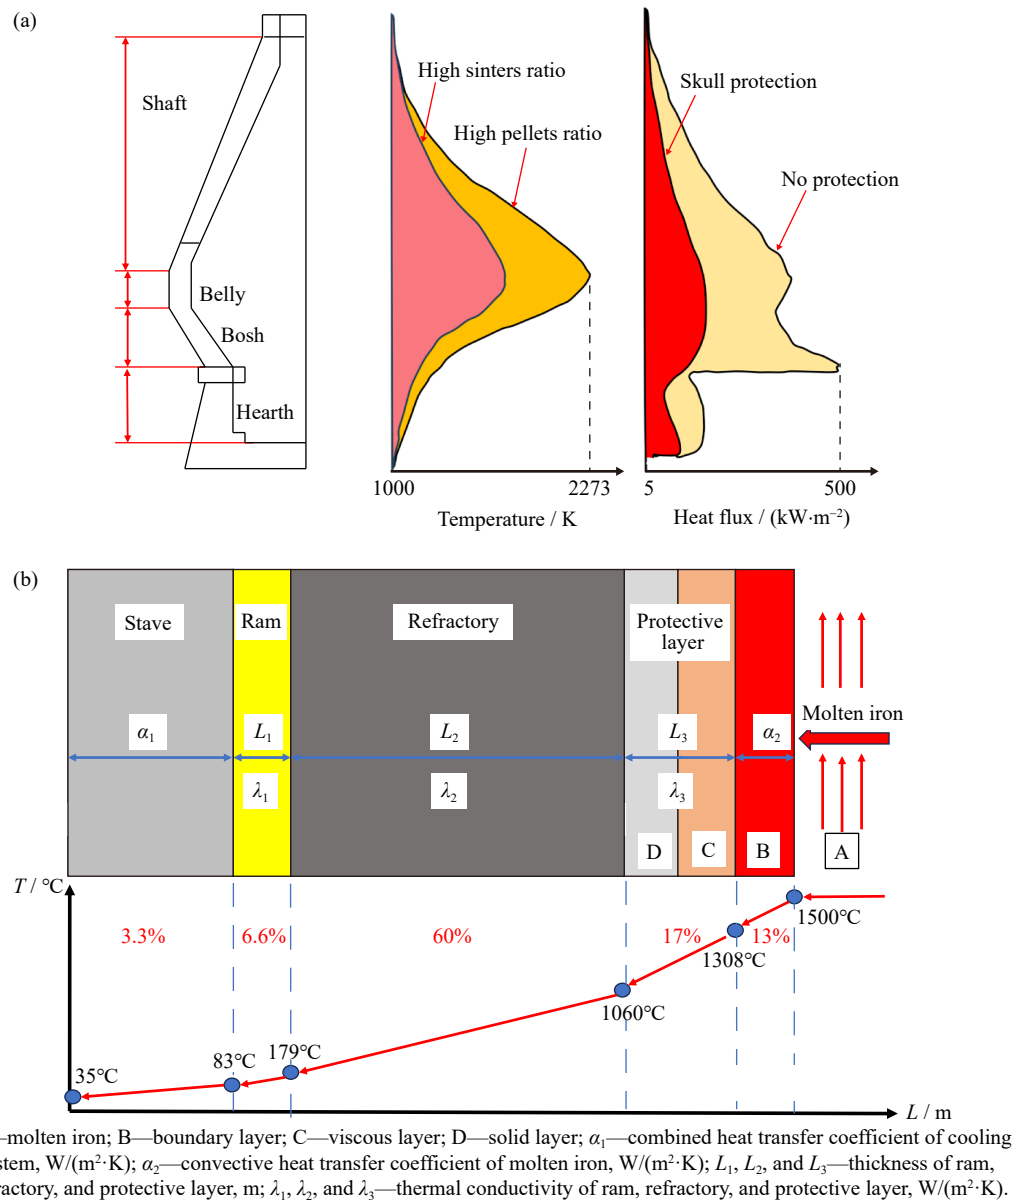 (a)
Shaft
Belly
Bosh
Hearth
High sinters ratio
High pellets ratio
1000
2273
Temperature / K
Skull protection
No protection
5
500
Heat flux / (kW·m⁻²)
(b)
Stave
Ram
Refractory
Protective
layer
α₁
L₁
L₂
L₃
α₂
Molten iron
λ₁
λ₂
λ₃
D
C
B
A
T / °C
3.3%
6.6%
60%
17%
13%
1500°C
1308°C
1060°C
179°C
83°C
35°C
L / m
—molten iron; B—boundary layer; C—viscous layer; D—solid layer; α₁—combined heat transfer coefficient of cooling
stem, W/(m²·K); α₂—convective heat transfer coefficient of molten iron, W/(m²·K); L₁, L₂, and L₃—thickness of ram,
ractory, and protective layer, m; λ₁, λ₂, and λ₃—thermal conductivity of ram, refractory, and protective layer, W/(m²·K).